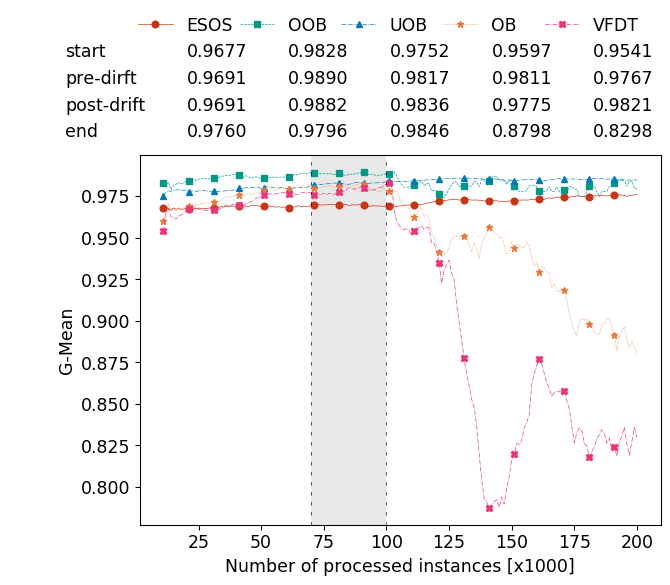 ESOS OOB UOB OB VFDT
start 0.9677 0.9828 0.9752 0.9597 0.9541
pre-dirft 0.9691 0.9890 0.9817 0.9811 0.9767
post-drift 0.9691 0.9882 0.9836 0.9775 0.9821
end 0.9760 0.9796 0.9846 0.8798 0.8298
0.975
0.950
0.925
0.900
0.875
0.850
0.825
0.800
G-Mean
25 50 75 100 125 150 175 200
Number of processed instances [x1000]